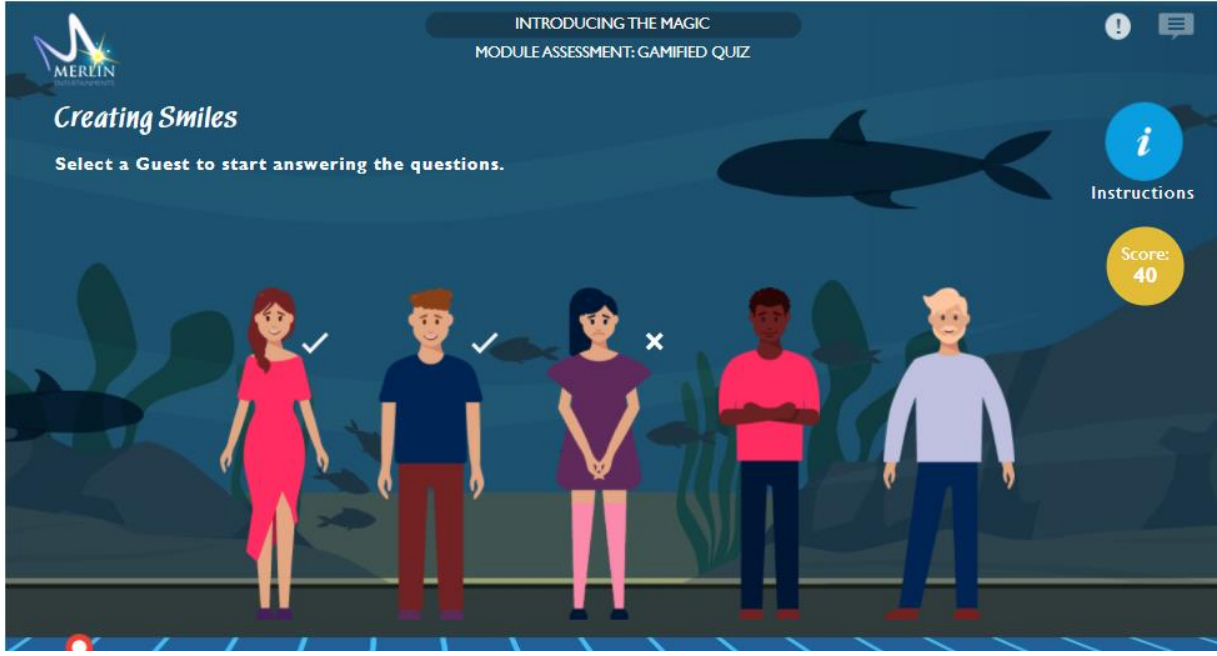 INTRODUCING THE MAGIC
MODULE ASSESSMENT: GAMIFIED QUIZ
MERLIN
ENTERTAINMENTS
Creating Smiles
Select a Guest to start answering the questions.
i
Instructions
Score:
40